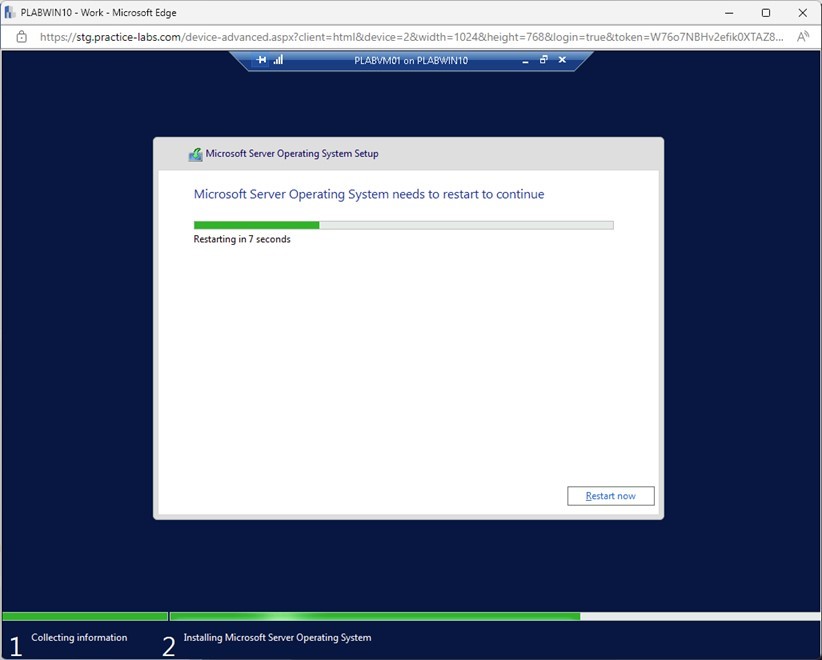 PLABWIN10 - Work - Microsoft Edge
https://stg.practice-labs.com/device-advanced.aspx?client=html&device=2&width=1024&height=768&login=true&token=W76o7NBHv2efik0XTAZ8...
PLABVM01 on PLABWIN10
Microsoft Server Operating System Setup
Microsoft Server Operating System needs to restart to continue
Restarting in 7 seconds
Restart now
1 Collecting information
2 Installing Microsoft Server Operating System